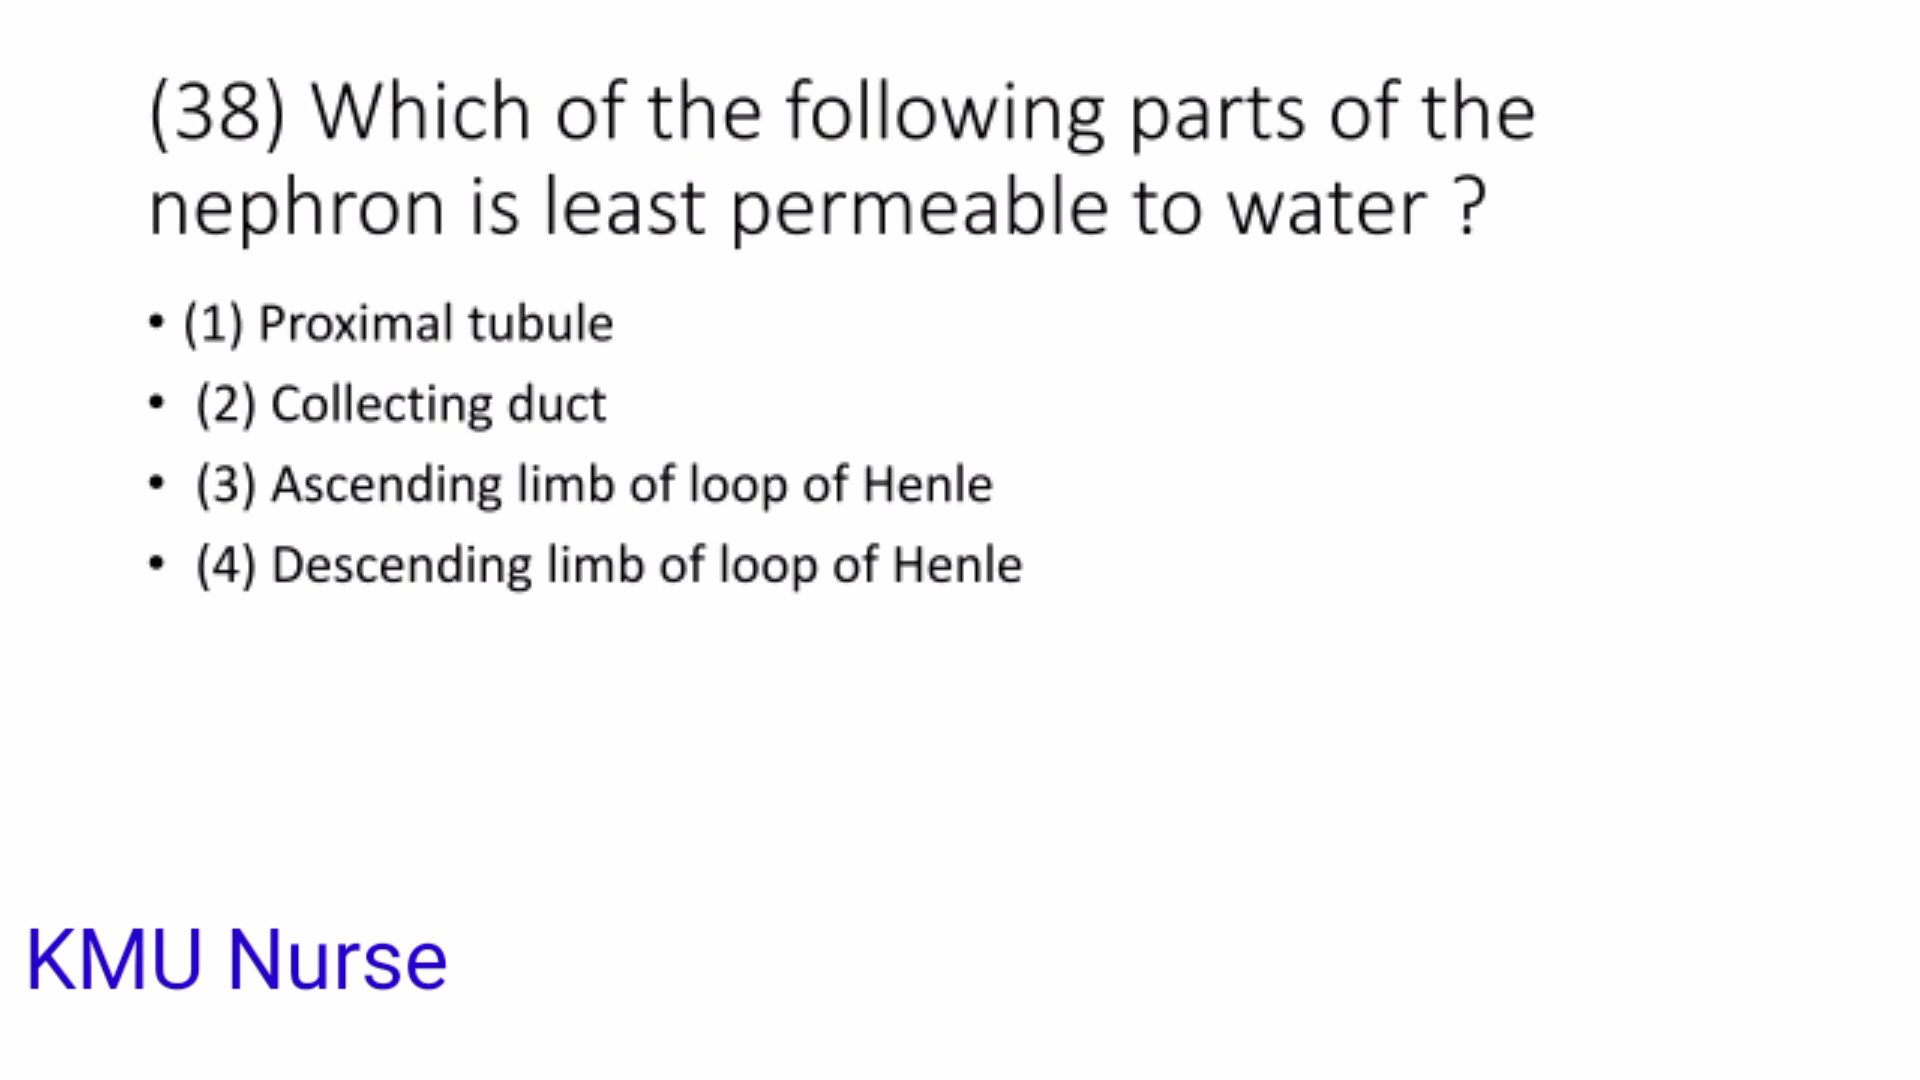 (38) Which of the following parts of the
nephron is least permeable to water ?
• (1) Proximal tubule
• (2) Collecting duct
• (3) Ascending limb of loop of Henle
• (4) Descending limb of loop of Henle
KMU Nurse